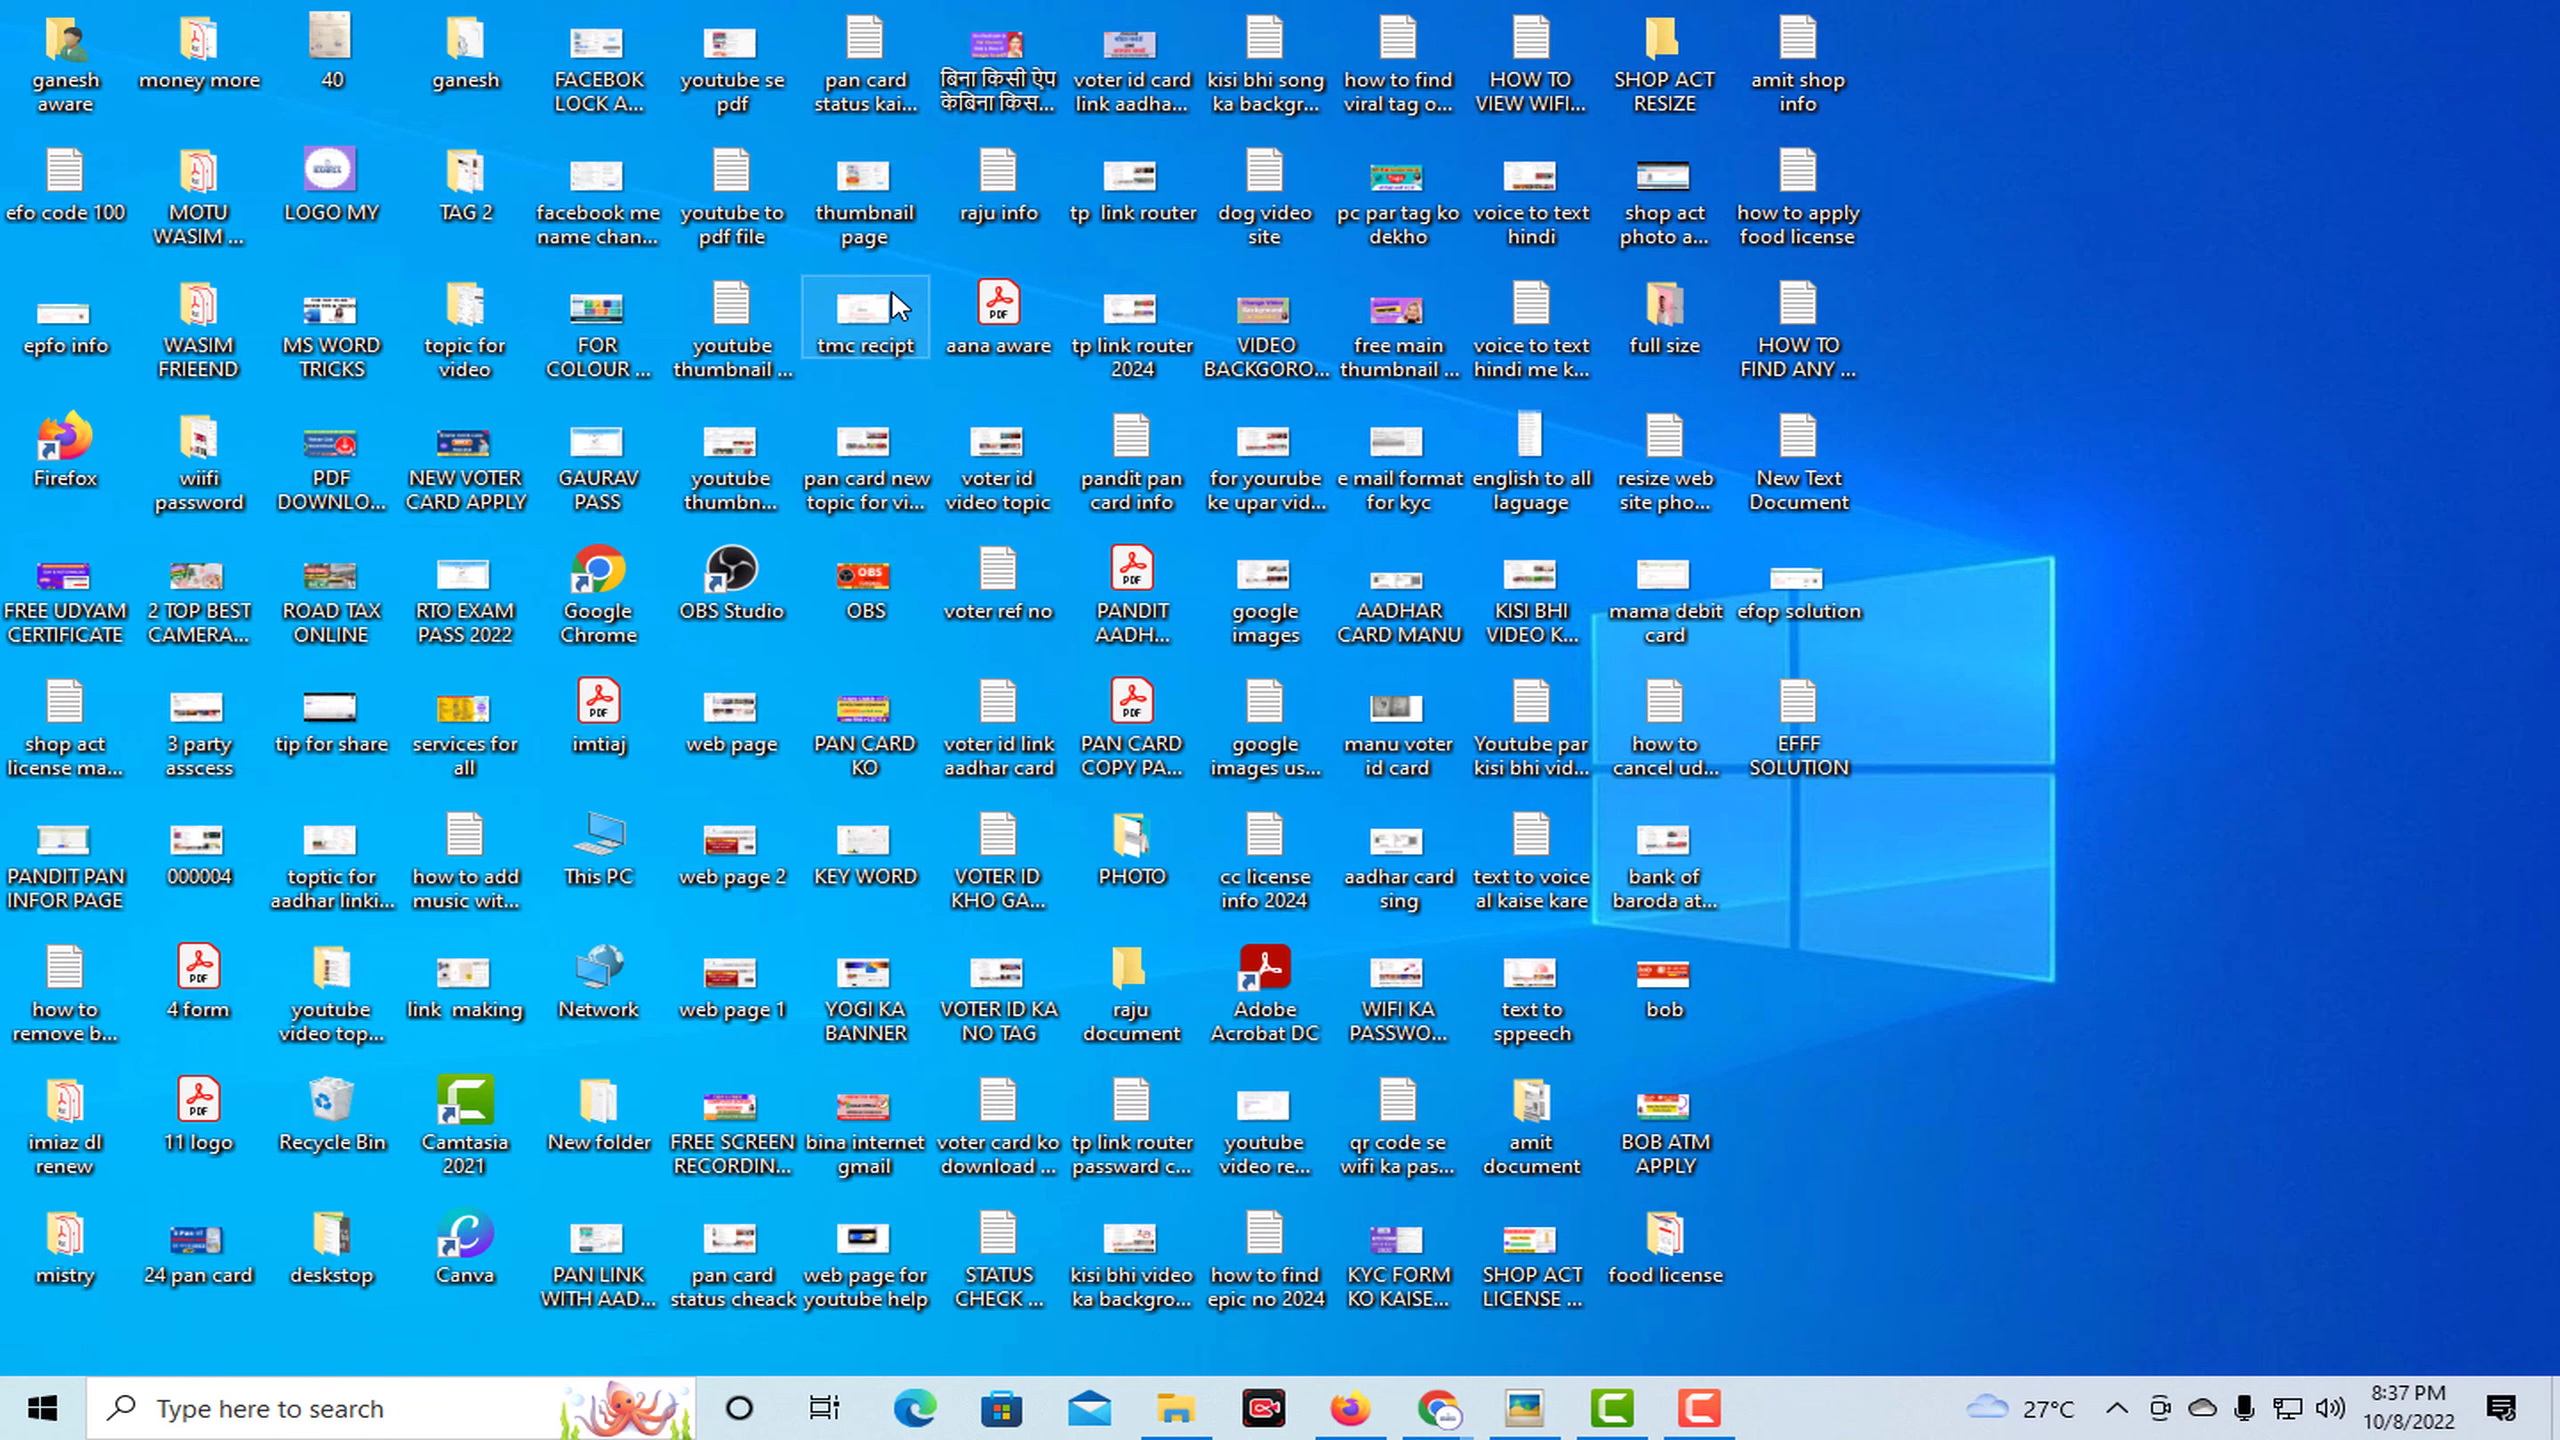 ganesh aware
money more
40
ganesh
FACEBOK LOCK A...
youtube se pdf
pan card status kai...
बिना किसी ऐप केबिना किस...
voter id card link aadha...
kisi bhi song ka backgr...
how to find viral tag o...
HOW TO VIEW WIFI...
SHOP ACT RESIZE
amit shop info
efo code 100
MOTU WASIM ...
LOGO MY
TAG 2
facebook me name chan...
youtube to pdf file
thumbnail page
raju info
tp link router
dog video site
pc par tag ko dekho
voice to text hindi
shop act photo a...
how to apply food license
epfo info
WASIM FRIEEND
MS WORD TRICKS
topic for video
FOR COLOUR ...
youtube thumbnail ...
tmc recipt
PDF
aana aware
tp link router 2024
VIDEO BACKGORO...
free main thumbnail ...
voice to text hindi me k...
full size
HOW TO FIND ANY ...
Firefox
wiifi password
PDF DOWNLO...
NEW VOTER CARD APPLY
GAURAV PASS
youtube thumbn...
pan card new topic for vi...
voter id video topic
pandit pan card info
for yourube ke upar vid...
e mail format for kyc
english to all laguage
resize web site pho...
New Text Document
FREE UDYAM CERTIFICATE
2 TOP BEST CAMERA...
ROAD TAX ONLINE
RTO EXAM PASS 2022
Google Chrome
OBS Studio
OBS
OBS
voter ref no
PDF
PANDIT AADH...
google images
AADHAR CARD MANU
KISI BHI VIDEO K...
mama debit card
efop solution
shop act license ma...
3 party asscess
tip for share
services for all
PDF
imtiaj
web page
PAN CARD KO
voter id link aadhar card
PDF
PAN CARD COPY PA...
google images us...
manu voter id card
Youtube par kisi bhi vid...
how to cancel ud...
EFFF SOLUTION
PANDIT PAN INFOR PAGE
000004
toptic for aadhar linki...
how to add music wit...
This PC
web page 2
KEY WORD
VOTER ID KHO GA...
PHOTO
cc license info 2024
aadhar card sing
text to voice al kaise kare
bank of baroda at...
how to remove b...
PDF
4 form
youtube video top...
link making
Network
web page 1
YOGI KA BANNER
VOTER ID KA NO TAG
raju document
Adobe Acrobat DC
WIFI KA PASSWO...
text to sppeech
bob
imiaz dl renew
PDF
11 logo
Recycle Bin
Camtasia 2021
New folder
FREE SCREEN RECORDIN...
bina internet gmail
voter card ko download ...
tp link router passward c...
youtube video re...
qr code se wifi ka pas...
amit document
BOB ATM APPLY
mistry
24 pan card
deskstop
Canva
PAN LINK WITH AAD...
pan card status cheack
web page for youtube help
STATUS CHECK ...
kisi bhi video ka backgro...
how to find epic no 2024
KYC FORM KO KAISE...
SHOP ACT LICENSE ...
food license
Type here to search
27°C
8:37 PM
10/8/2022